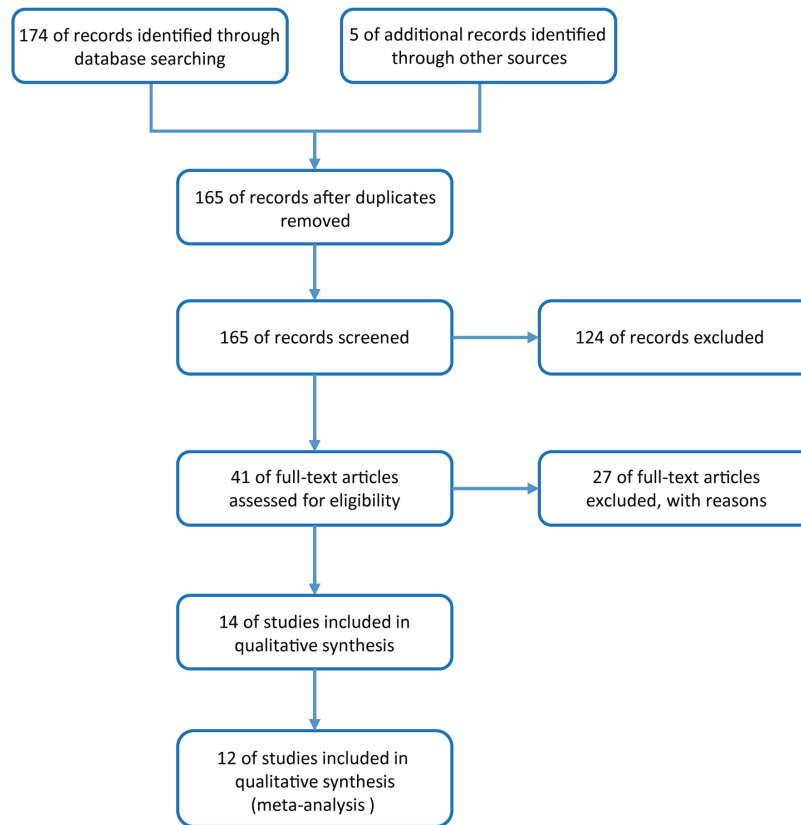 174 of records identified through
database searching
5 of additional records identified
through other sources
165 of records after duplicates
removed
165 of records screened
124 of records excluded
41 of full-text articles
assessed for eligibility
27 of full-text articles
excluded, with reasons
14 of studies included in
qualitative synthesis
12 of studies included in
qualitative synthesis
(meta-analysis )